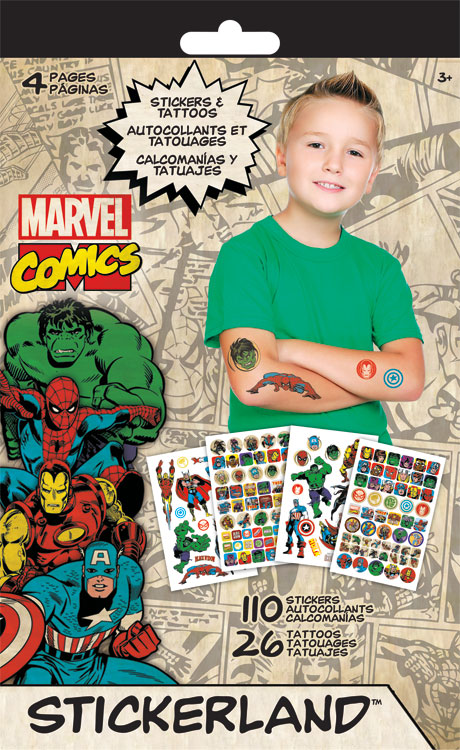 4 PAGES
PÁGINAS
3+
STICKERS &
TATTOOS
AUTOCOLLANTS ET
TATOUAGES
CALCOMANÍAS Y
TATUAJES
MARVEL
COMICS
110 STICKERS
AUTOCOLLANTS
CALCOMANÍAS
26 TATTOOS
TATOUAGES
TATUAJES
STICKERLAND™